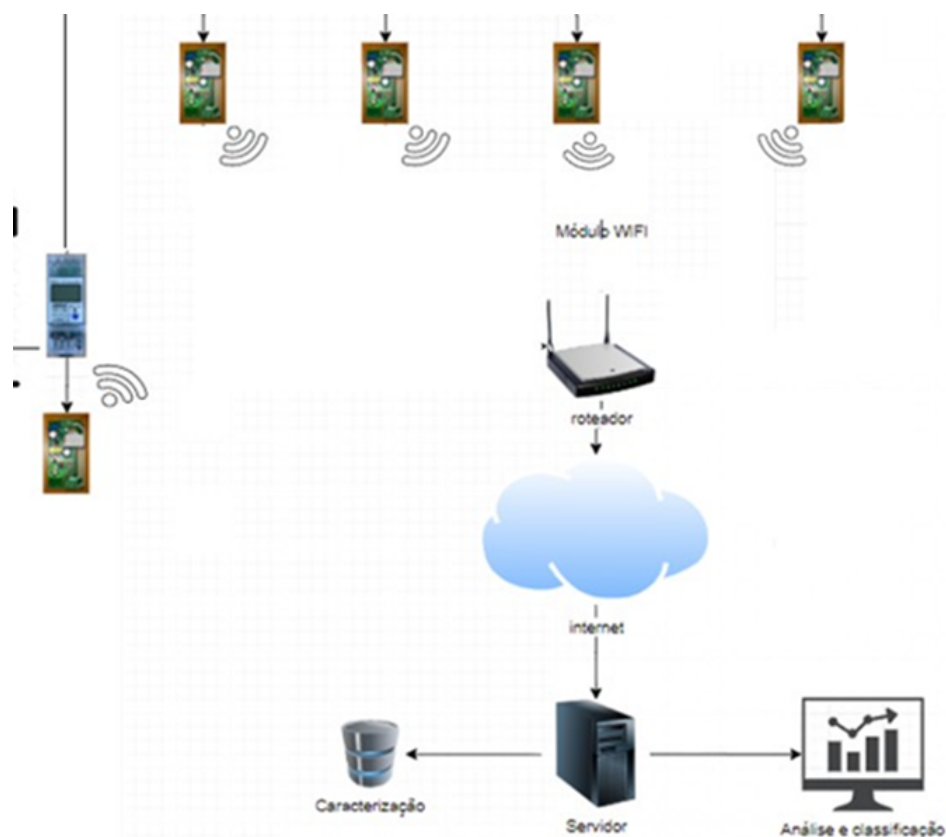 Módulo WIFI
roteador
internet
Caracterização
Servidor
Análise e classificação